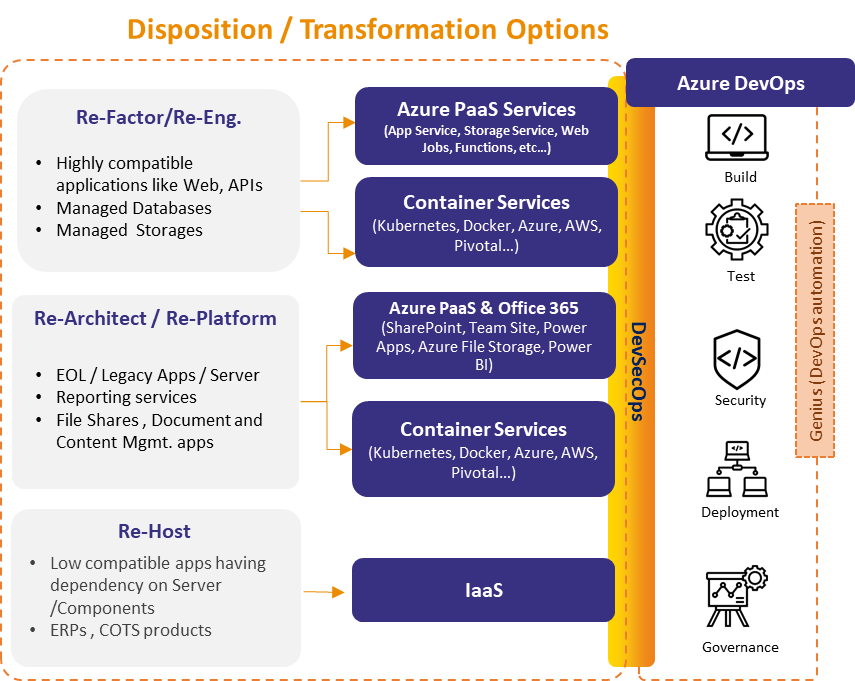 Disposition / Transformation Options
Re-Factor/Re-Eng.
• Highly compatible
applications like Web, APIs
• Managed Databases
• Managed Storages
Azure PaaS Services
(App Service, Storage Service, Web
Jobs, Functions, etc...)
Container Services
(Kubernetes, Docker, Azure, AWS,
Pivotal...)
Re-Architect / Re-Platform
• EOL / Legacy Apps / Server
• Reporting services
• File Shares , Document and
Content Mgmt. apps
Azure PaaS & Office 365
(SharePoint, Team Site, Power
Apps, Azure File Storage, Power
BI)
Container Services
(Kubernetes, Docker, Azure, AWS,
Pivotal...)
Re-Host
• Low compatible apps having
dependency on Server
/Components
• ERPs , COTS products
IaaS
DevSecOps
Azure DevOps
Build
Test
Security
Deployment
Governance
Genius (DevOps automation)